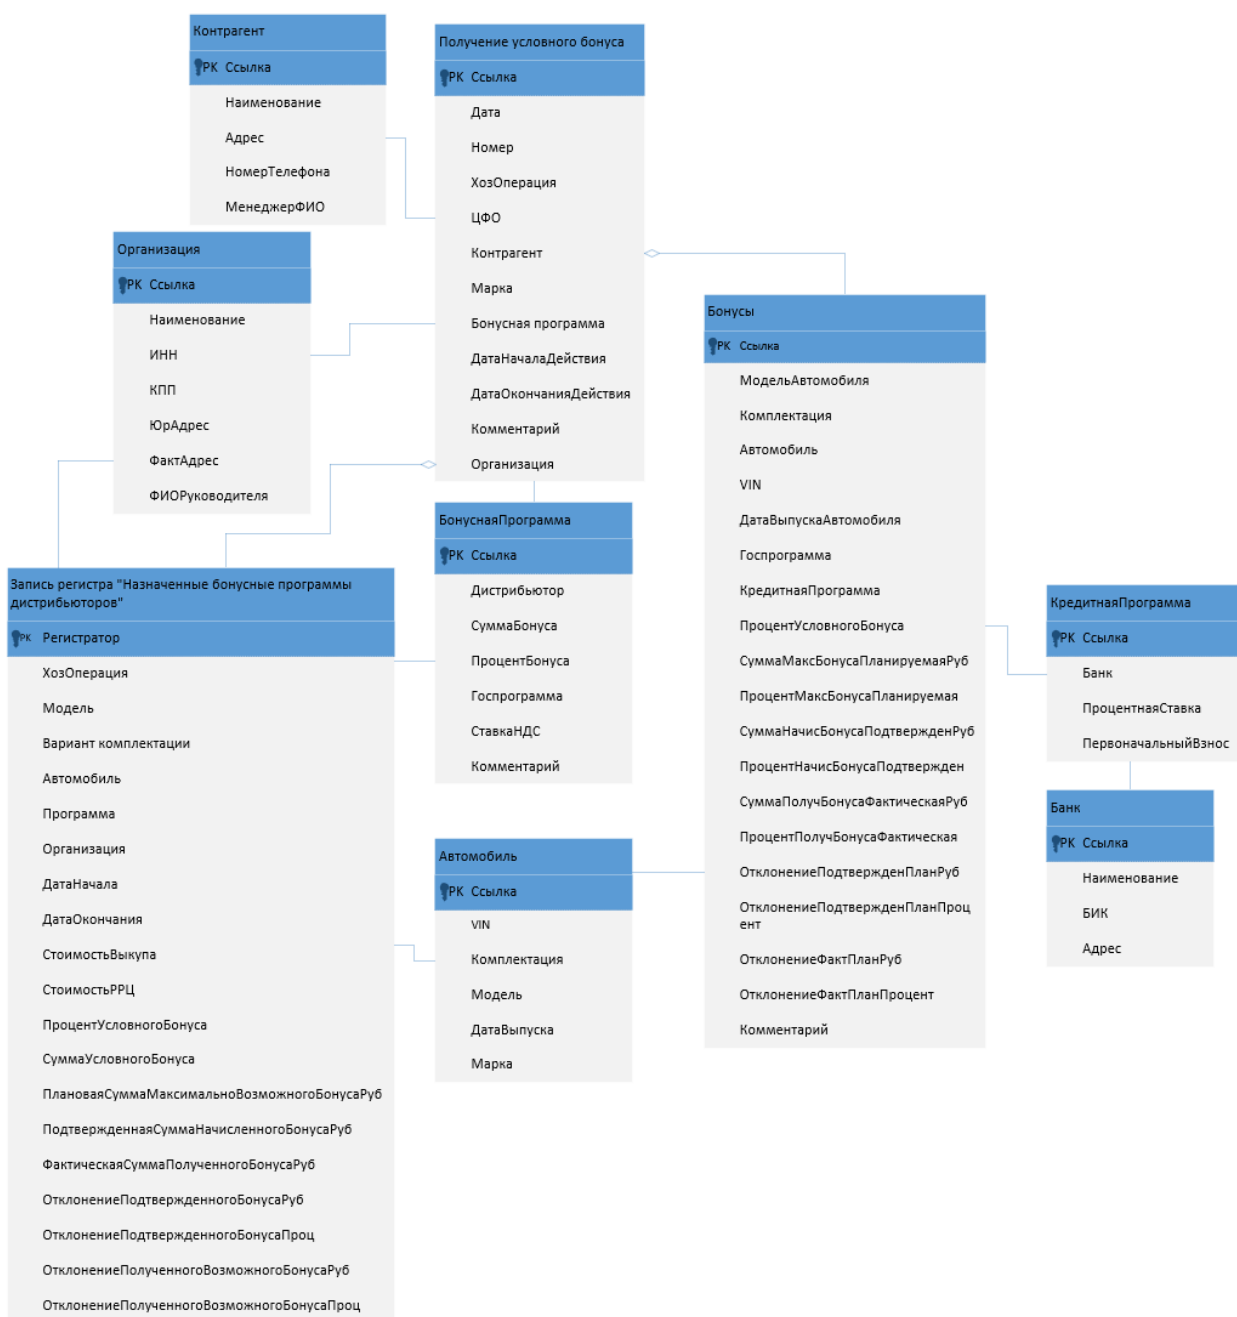 Контрагент
PK Ссылка
Наименование
Адрес
НомерТелефона
МенеджерФИО
Получение условного бонуса
PK Ссылка
Дата
Номер
ХозОперация
ЦФО
Контрагент
Марка
Бонусная программа
ДатаНачалаДействия
ДатаОкончанияДействия
Комментарий
Организация
Организация
PK Ссылка
Наименование
ИНН
КПП
ЮрАдрес
ФактАдрес
ФИОРуководителя
Бонусы
PK Ссылка
МодельАвтомобиля
Комплектация
Автомобиль
VIN
ДатаВыпускаАвтомобиля
Госпрограмма
КредитнаяПрограмма
ПроцентУсловногоБонуса
СуммаМаксБонусаПланируемаяРуб
ПроцентМаксБонусаПланируемая
СуммаНачисБонусаПодтвержденРуб
ПроцентНачисБонусаПодтвержден
СуммаПолучБонусаФактическаяРуб
ПроцентПолучБонусаФактическая
ОтклонениеПодтвержденПланРуб
ОтклонениеПодтвержденПланПроц
ент
ОтклонениеФактПланРуб
ОтклонениеФактПланПроцент
Комментарий
БонуснаяПрограмма
PK Ссылка
Дистрибьютор
СуммаБонуса
ПроцентБонуса
Госпрограмма
СтавкаНДС
Комментарий
Запись регистра "Назначенные бонусные программы
дистрибьюторов"
PK Регистратор
ХозОперация
Модель
Вариант комплектации
Автомобиль
Программа
Организация
ДатаНачала
ДатаОкончания
СтоимостьВыкупа
СтоимостьРРЦ
ПроцентУсловногоБонуса
СуммаУсловногоБонуса
ПлановаяСуммаМаксимальноВозможногоБонусаРуб
ПодтвержденнаяСуммаНачисленногоБонусаРуб
ФактическаяСуммаПолученногоБонусаРуб
ОтклонениеПодтвержденногоБонусаРуб
ОтклонениеПодтвержденногоБонусаПроц
ОтклонениеПолученногоВозможногоБонусаРуб
ОтклонениеПолученногоВозможногоБонусаПроц
Автомобиль
PK Ссылка
VIN
Комплектация
Модель
ДатаВыпуска
Марка
КредитнаяПрограмма
PK Ссылка
Банк
ПроцентнаяСтавка
ПервоначальныйВзнос
Банк
PK Ссылка
Наименование
БИК
Адрес